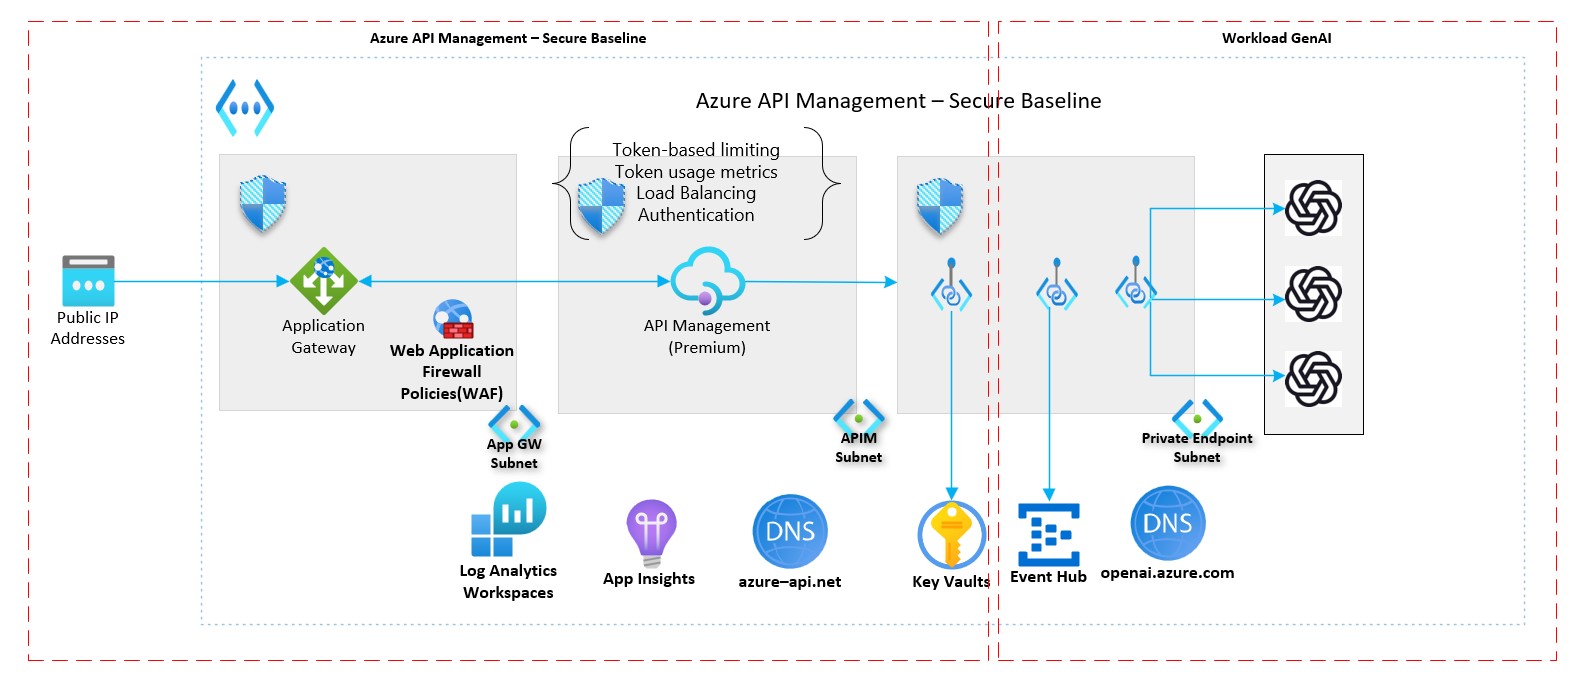 Azure API Management – Secure Baseline
Workload GenAI
Azure API Management – Secure Baseline
Token-based limiting
Token usage metrics
Load Balancing
Authentication
Public IP
Addresses
Application
Gateway
Web Application
Firewall
Policies(WAF)
API Management
(Premium)
App GW
Subnet
APIM
Subnet
Private Endpoint
Subnet
Log Analytics
Workspaces
App Insights
DNS
azure–api.net
Key Vaults
Event Hub
DNS
openai.azure.com